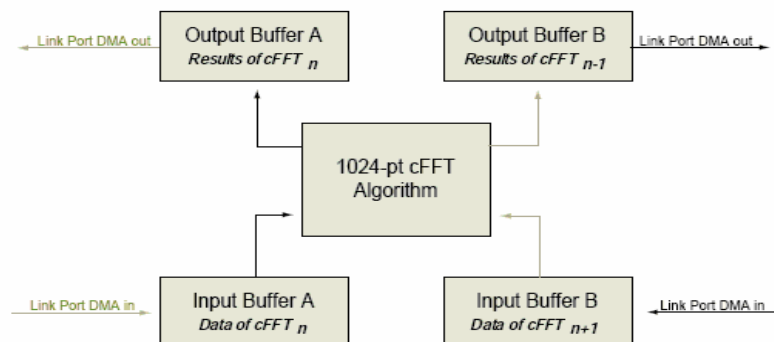 Link Port DMA out
Output Buffer A
Results of cFFT n
Output Buffer B
Results of cFFT n-1
Link Port DMA out
1024-pt cFFT
Algorithm
Link Port DMA in
Input Buffer A
Data of cFFT n
Input Buffer B
Data of cFFT n+1
Link Port DMA in